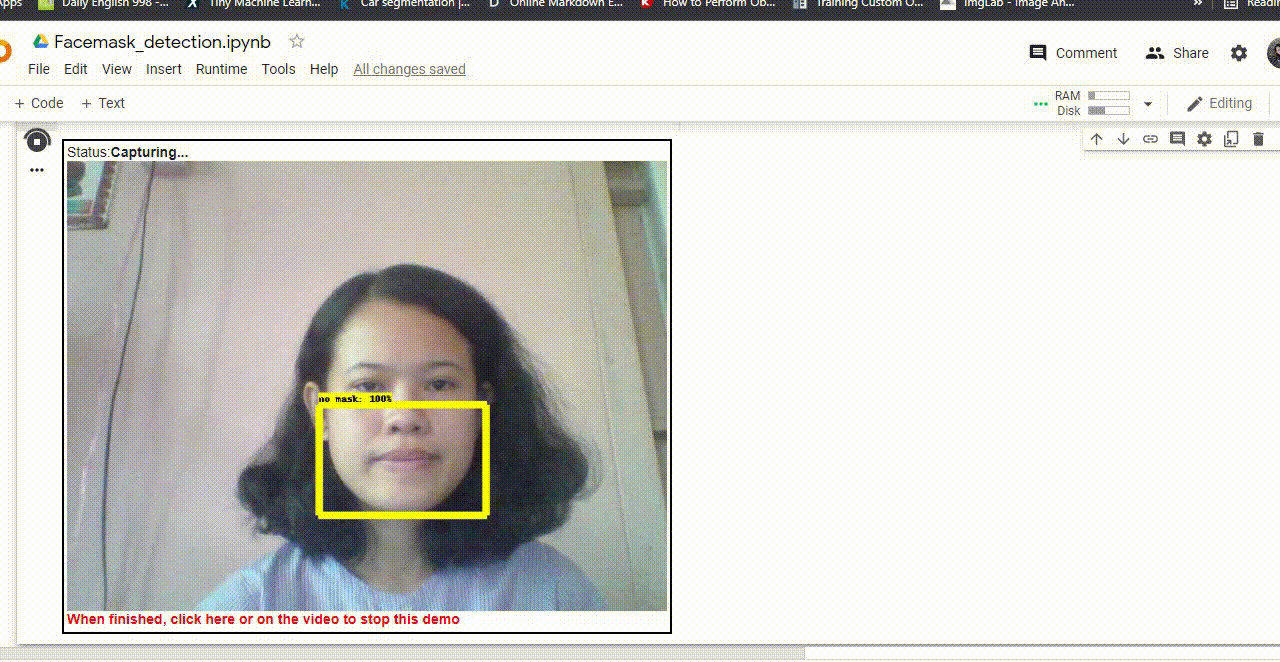 Apps Daily English 998 -... Tiny Machine Learn... Car segmentation |... Online Markdown E... How to Perform Ob... Training Custom O... ImgLab - Image An... » Readin
Facemask_detection.ipynb
File Edit View Insert Runtime Tools Help All changes saved
Comment Share
+ Code + Text
RAM
Disk
Editing
Status:Capturing...
no mask: 100%
When finished, click here or on the video to stop this demo